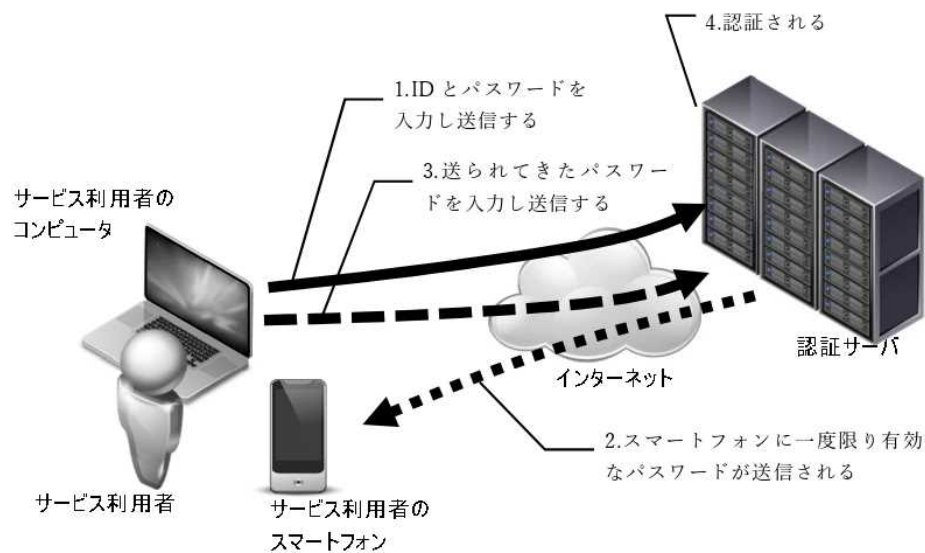 4.認証される
1.ID とパスワードを
入力し送信する
3.送られてきたパスワー
ドを入力し送信する
サービス利用者の
コンピュータ
認証サーバ
インターネット
2.スマートフォンに一度限り有効
なパスワードが送信される
サービス利用者
サービス利用者の
スマートフォン